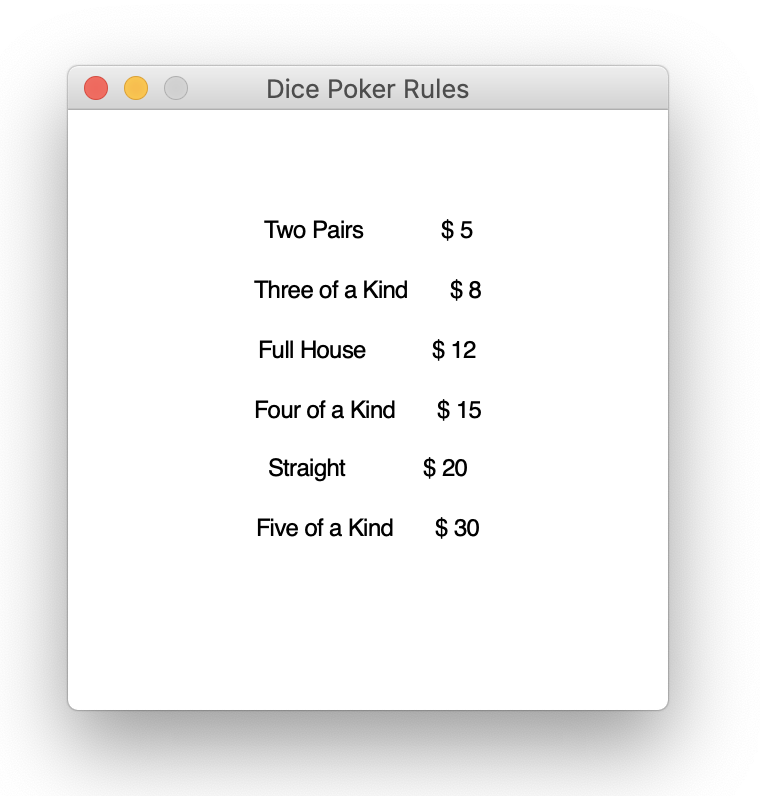 Dice Poker Rules
Two Pairs $ 5
Three of a Kind $ 8
Full House $ 12
Four of a Kind $ 15
Straight $ 20
Five of a Kind $ 30